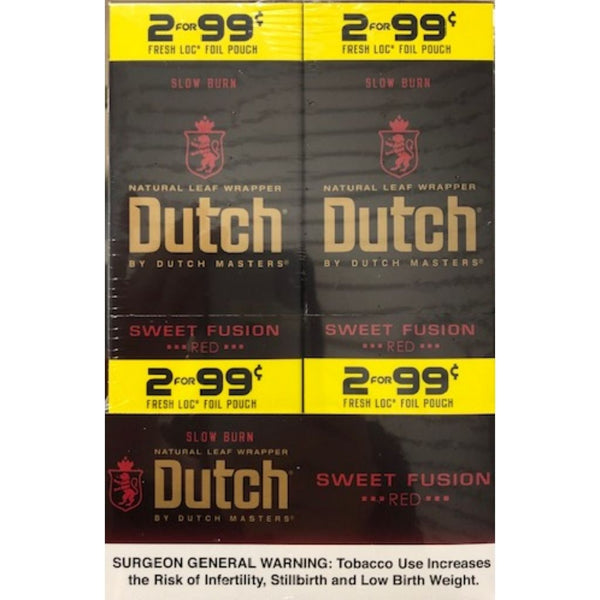 2 FOR 99¢
FRESH LOC® FOIL POUCH
SLOW BURN
NATURAL LEAF WRAPPER
Dutch®
BY DUTCH MASTERS®
SWEET FUSION
RED
2 FOR 99¢
FRESH LOC® FOIL POUCH
SLOW BURN
NATURAL LEAF WRAPPER
Dutch®
BY DUTCH MASTERS®
SWEET FUSION
RED
2 FOR 99¢
FRESH LOC® FOIL POUCH
2 FOR 99¢
FRESH LOC® FOIL POUCH
SLOW BURN
NATURAL LEAF WRAPPER
Dutch®
BY DUTCH MASTERS®
SWEET FUSION
RED
SURGEON GENERAL WARNING: Tobacco Use Increases
the Risk of Infertility, Stillbirth and Low Birth Weight.